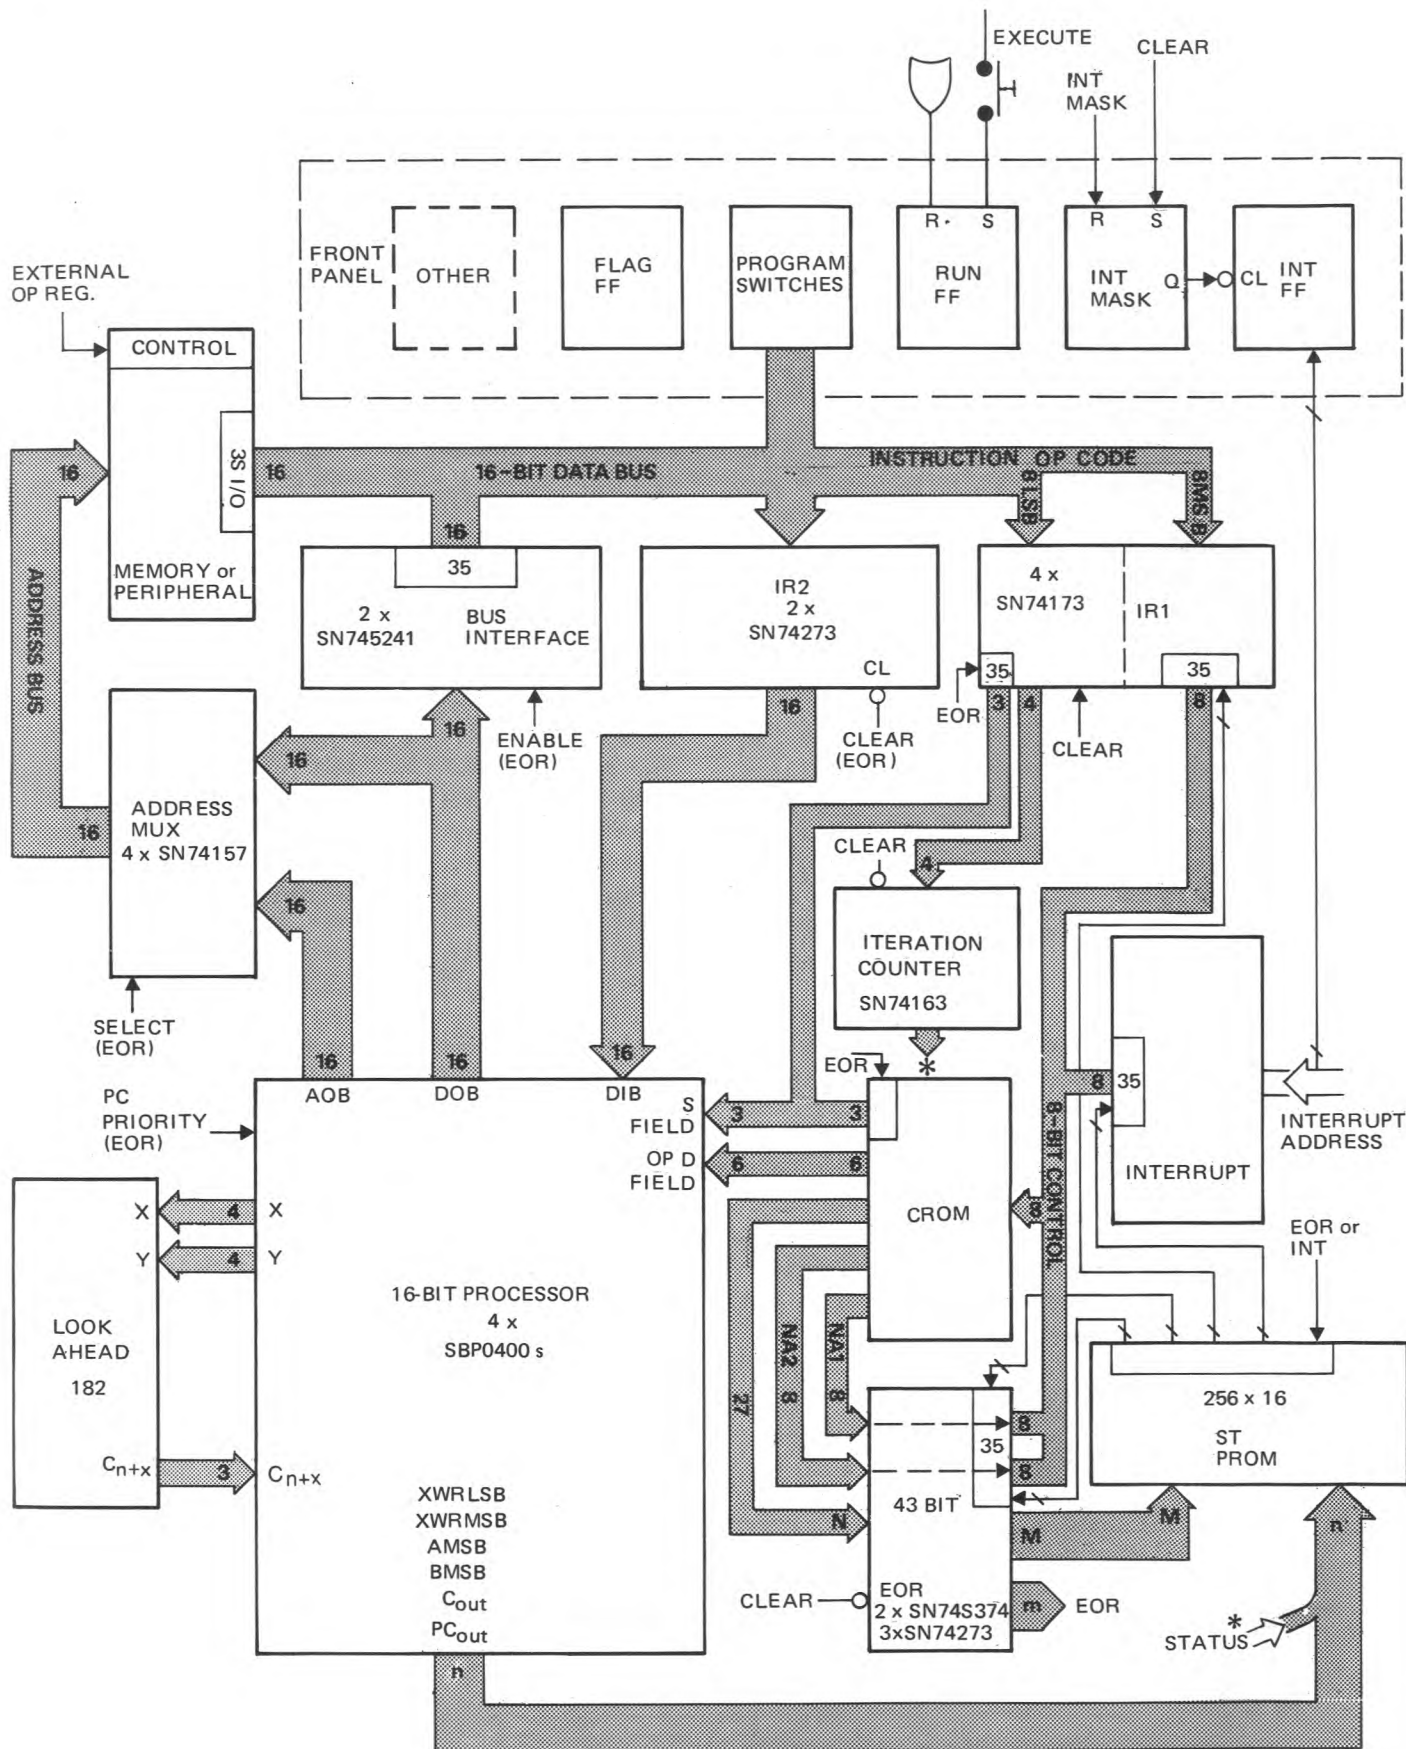 EXECUTE
CLEAR
INT
MASK
FRONT
PANEL
OTHER
FLAG
FF
PROGRAM
SWITCHES
R. S
RUN
FF
R S
INT
MASK
Q
CL
INT
FF
EXTERNAL
OP REG.
CONTROL
3S I/O
MEMORY or
PERIPHERAL
16
16
16-BIT DATA BUS
INSTRUCTION OP CODE
8LSB
8MSB
16
35
2 x
SN745241
BUS
INTERFACE
IR2
2 x
SN74273
CL
4 x
SN74173
IR1
35
35
EOR
3
4
8
CLEAR
ADDRESS BUS
16
16
16
ENABLE
(EOR)
CLEAR
(EOR)
ADDRESS
MUX
4 x SN74157
16
16
SELECT
(EOR)
CLEAR
4
ITERATION
COUNTER
SN74163
*
EOR
16
16
16
AOB
DOB
DIB
PC
PRIORITY
(EOR)
S
FIELD
3
3
OP D
FIELD
6
6
CROM
8
8-BIT CONTROL
8
35
INTERRUPT
INTERRUPT
ADDRESS
X
4
X
Y
4
Y
LOOK
AHEAD
182
Cn+x
3
Cn+x
16-BIT PROCESSOR
4 x
SBP0400 s
XWRLSB
XWRMSB
AMSB
BMSB
Cout
PCout
n
27
NA2 8
NA1 8
N
35
8
8
43 BIT
M
M
CLEAR
EOR
2 x SN74S374
3xSN74273
m
EOR
EOR or
INT
256 x 16
ST
PROM
n
*
STATUS